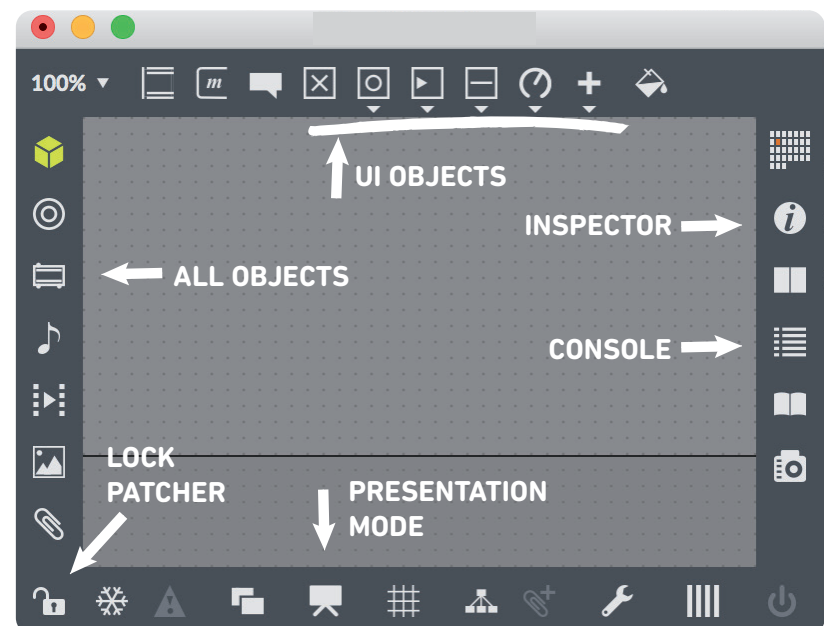 100%
m
UI OBJECTS
INSPECTOR
i
ALL OBJECTS
CONSOLE
LOCK
PATCHER
PRESENTATION
MODE